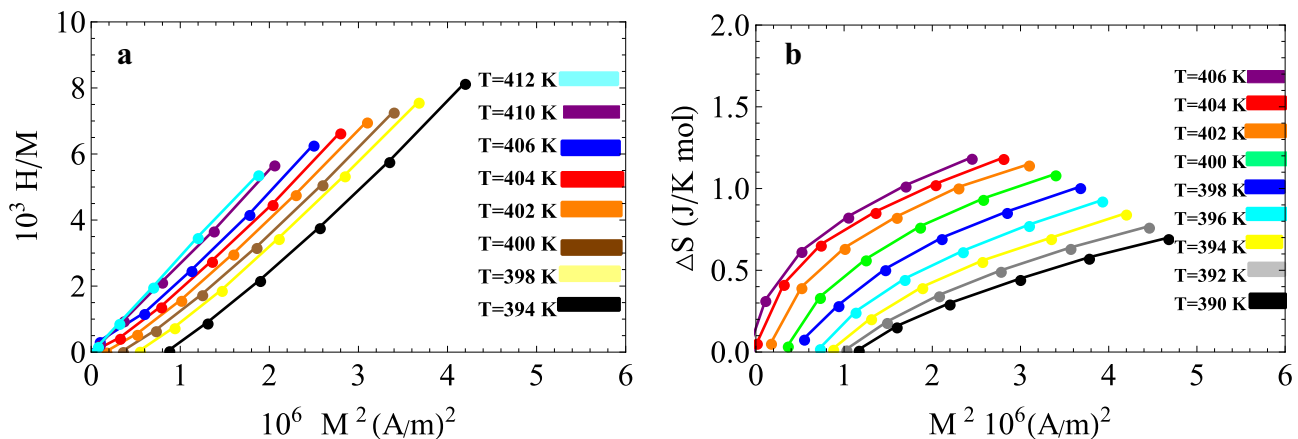 a
10
8
6
4
2
0
0 1 2 3 4 5 6
10³ H/M
10⁶ M² (A/m)²
T=412 K
T=410 K
T=406 K
T=404 K
T=402 K
T=400 K
T=398 K
T=394 K
b
2.0
1.5
1.0
0.5
0.0
0 1 2 3 4 5 6
ΔS (J/K mol)
M² 10⁶(A/m)²
T=406 K
T=404 K
T=402 K
T=400 K
T=398 K
T=396 K
T=394 K
T=392 K
T=390 K